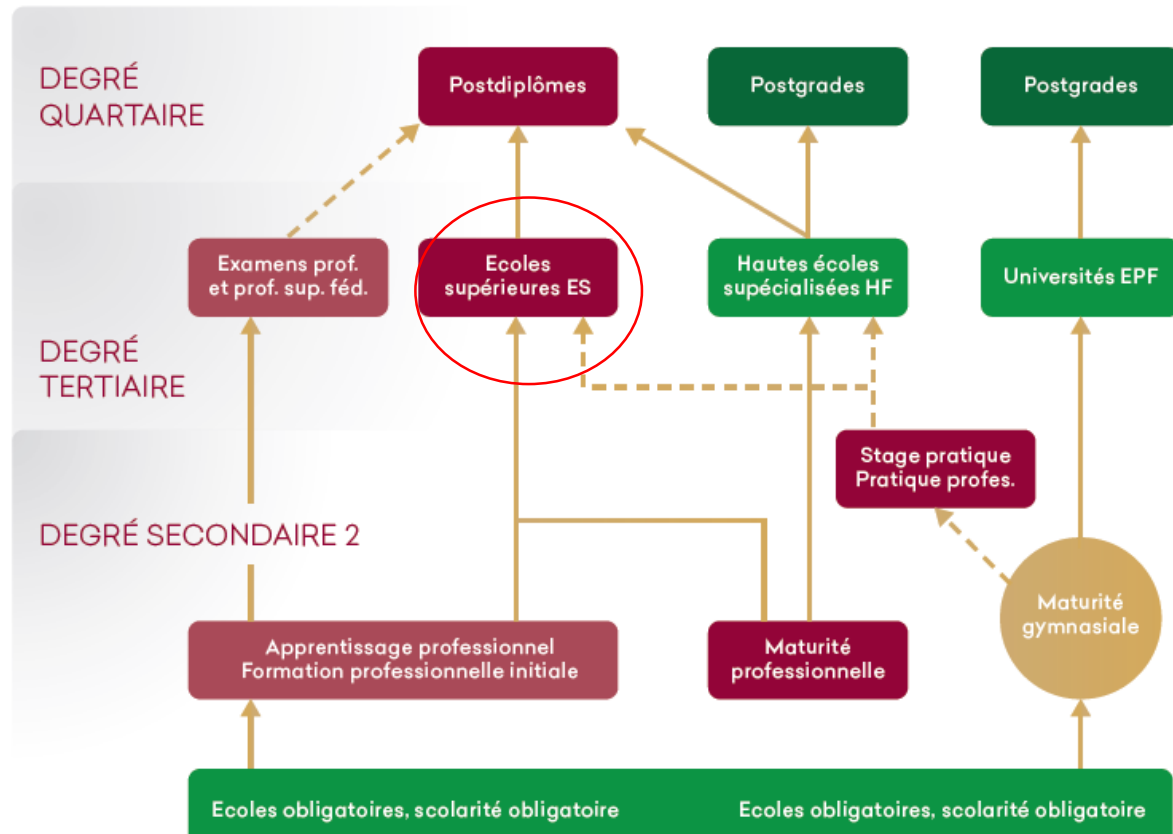 DEGRÉ
QUATAIRE
Postdiplômes
Postgrades
Postgrades
DEGRÉ
TERTIAIRE
Examens prof.
et prof. sup. féd.
Ecoles
supérieures ES
Hautes écoles
supécialisées HF
Universités EPF
Stage pratique
Pratique profes.
DEGRÉ SECONDAIRE 2
Apprentissage professionnel
Formation professionnelle initiale
Maturité
professionnelle
Maturité
gymnasiale
Ecoles obligatoires, scolarité obligatoire
Ecoles obligatoires, scolarité obligatoire